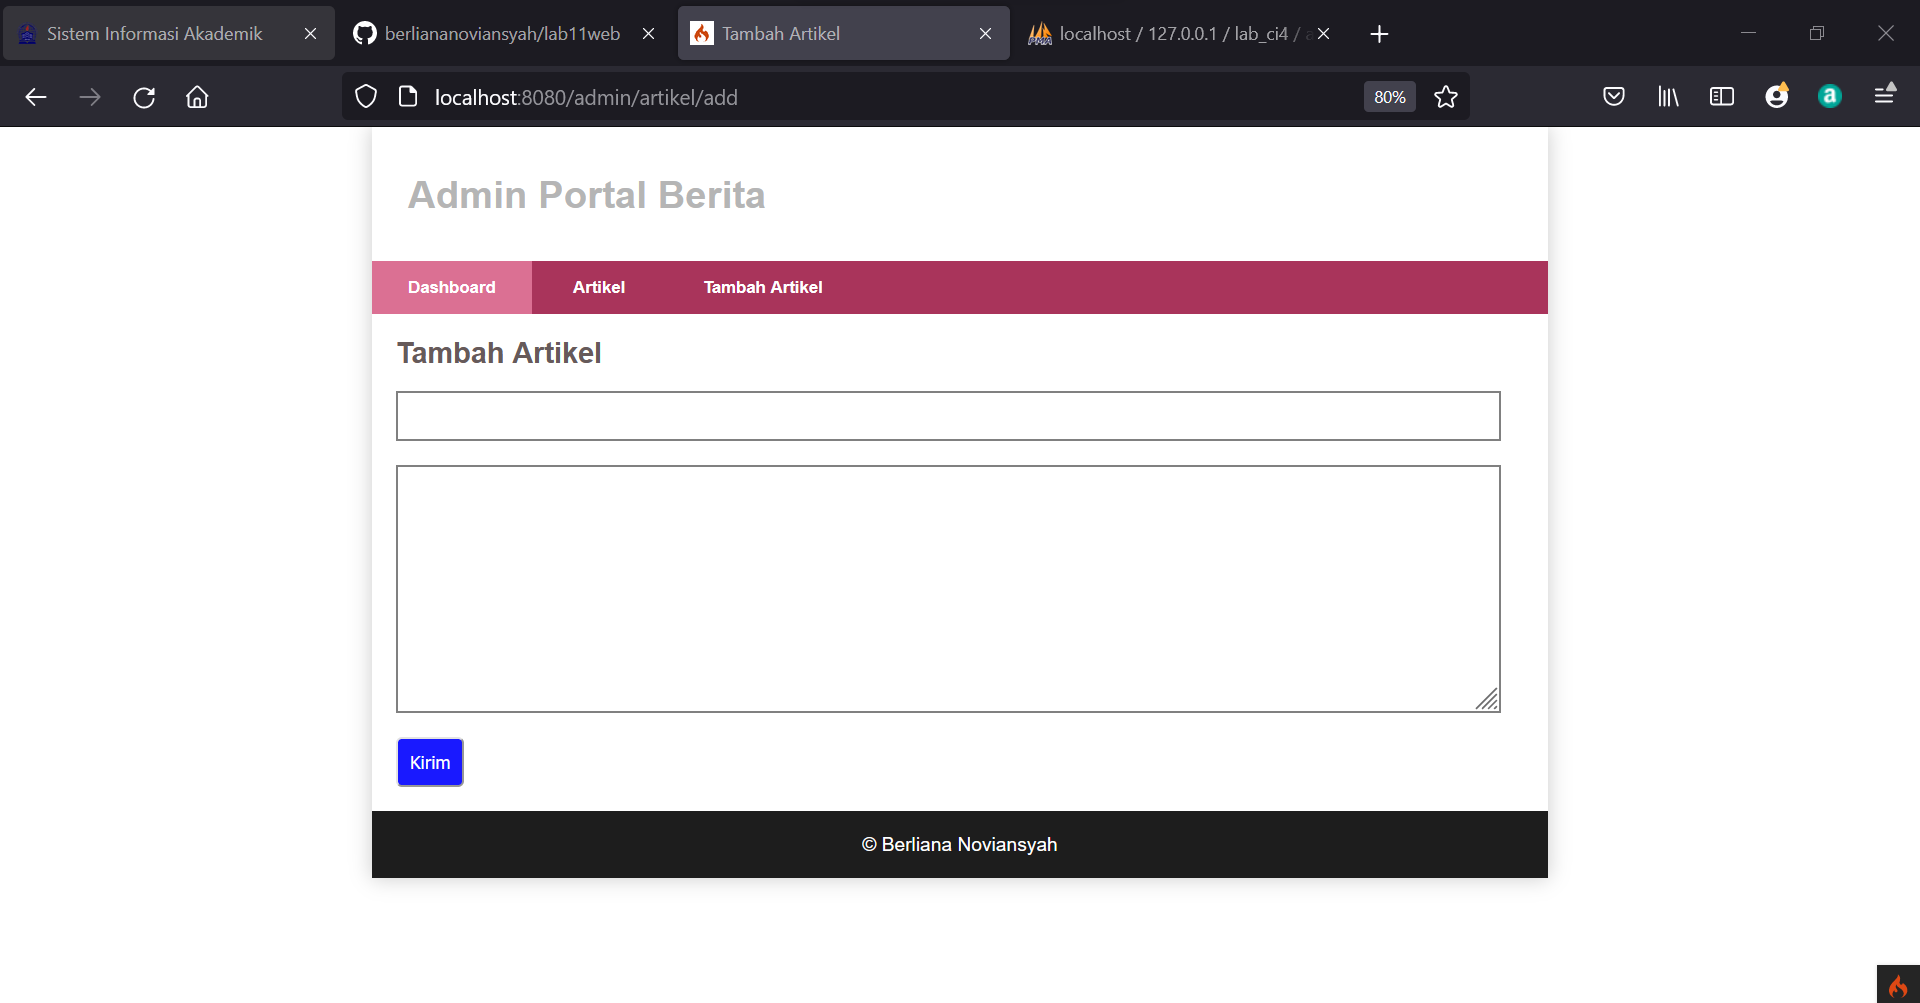 Sistem Informasi Akademik
berliananoviansyah/lab11web
Tambah Artikel
localhost / 127.0.0.1 / lab_ci4 / a
localhost:8080/admin/artikel/add
80%
a
Admin Portal Berita
Dashboard
Artikel
Tambah Artikel
Tambah Artikel
Kirim
© Berliana Noviansyah